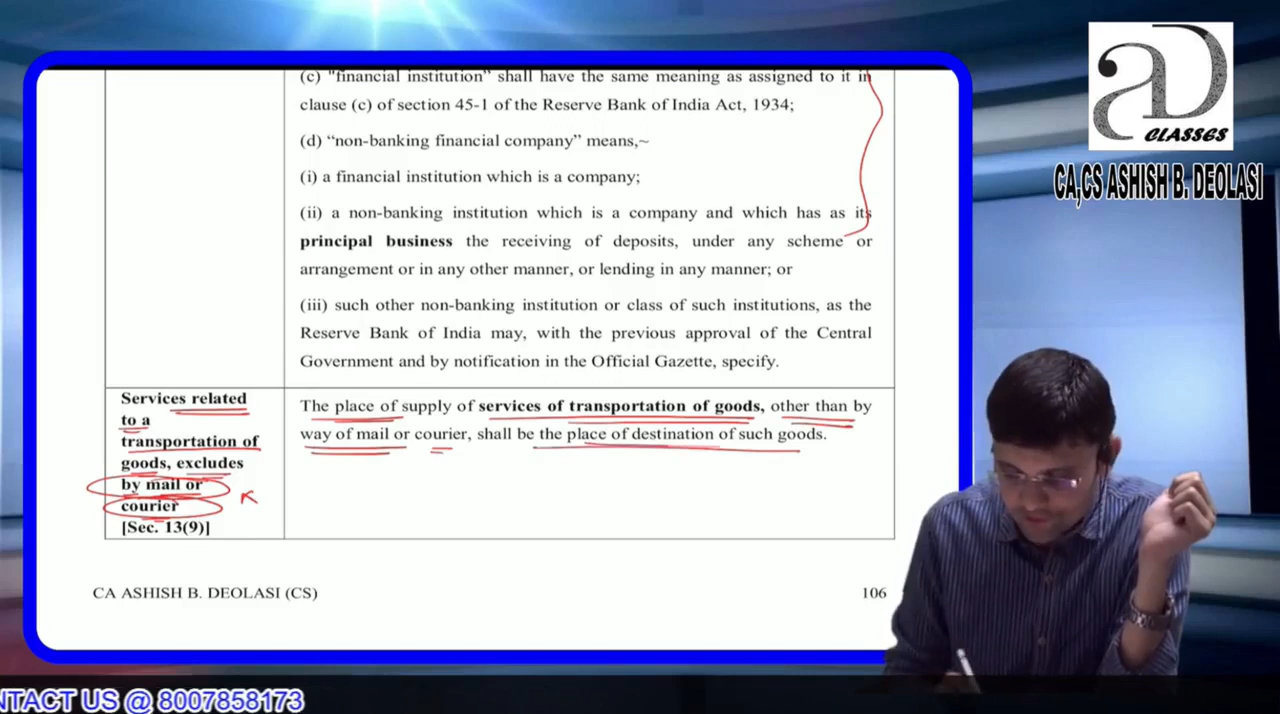 (c) "financial institution" shall have the same meaning as assigned to it in
clause (c) of section 45-1 of the Reserve Bank of India Act, 1934;
(d) “non-banking financial company” means,~
(i) a financial institution which is a company;
(ii) a non-banking institution which is a company and which has as its
principal business the receiving of deposits, under any scheme or
arrangement or in any other manner, or lending in any manner; or
(iii) such other non-banking institution or class of such institutions, as the
Reserve Bank of India may, with the previous approval of the Central
Government and by notification in the Official Gazette, specify.
Services related
to a
transportation of
goods, excludes
by mail or
courier
[Sec. 13(9)]
The place of supply of services of transportation of goods, other than by
way of mail or courier, shall be the place of destination of such goods.
CA ASHISH B. DEOLASI (CS)
106
aD
CLASSES
CA,CS ASHISH B. DEOLASI
NTACT US @ 8007858173